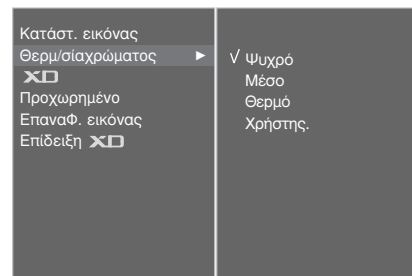 Κατάστ. εικόνας
Θερμ/σίαχρώματος ►
XD
Προχωρημένο
ΕπαναΦ. εικόνας
Επίδειξη XD
√ Ψυχρό
Μέσο
Θερμό
Χρήστης.